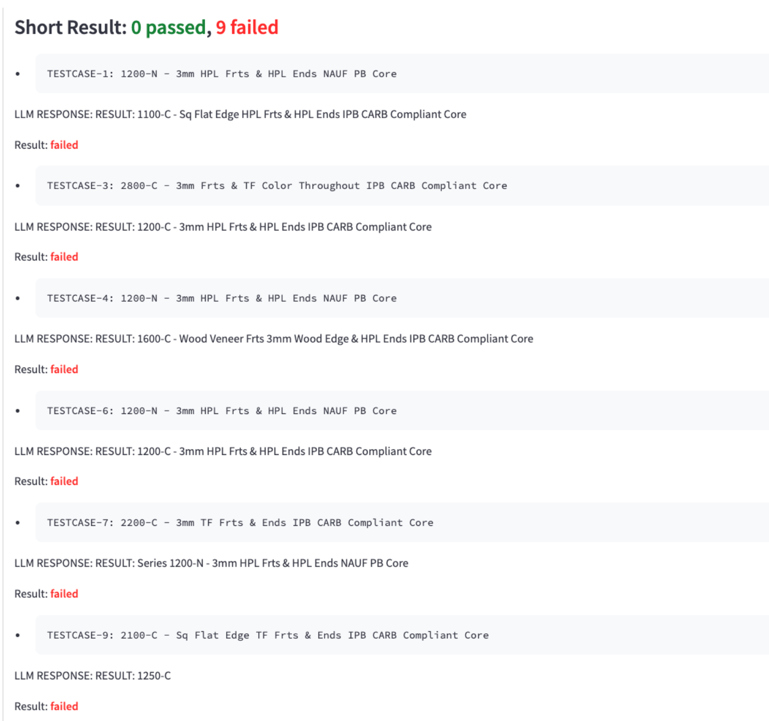 Short Result: 0 passed, 9 failed
TESTCASE-1: 1200-N - 3mm HPL Frts & HPL Ends NAUF PB Core
LLM RESPONSE: RESULT: 1100-C - Sq Flat Edge HPL Frts & HPL Ends IPB CARB Compliant Core
Result: failed
TESTCASE-3: 2800-C - 3mm Frts & TF Color Throughout IPB CARB Compliant Core
LLM RESPONSE: RESULT: 1200-C - 3mm HPL Frts & HPL Ends IPB CARB Compliant Core
Result: failed
TESTCASE-4: 1200-N - 3mm HPL Frts & HPL Ends NAUF PB Core
LLM RESPONSE: RESULT: 1600-C - Wood Veneer Frts 3mm Wood Edge & HPL Ends IPB CARB Compliant Core
Result: failed
TESTCASE-6: 1200-N - 3mm HPL Frts & HPL Ends NAUF PB Core
LLM RESPONSE: RESULT: 1200-C - 3mm HPL Frts & HPL Ends IPB CARB Compliant Core
Result: failed
TESTCASE-7: 2200-C - 3mm TF Frts & Ends IPB CARB Compliant Core
LLM RESPONSE: RESULT: Series 1200-N - 3mm HPL Frts & HPL Ends NAUF PB Core
Result: failed
TESTCASE-9: 2100-C - Sq Flat Edge TF Frts & Ends IPB CARB Compliant Core
LLM RESPONSE: RESULT: 1250-C
Result: failed